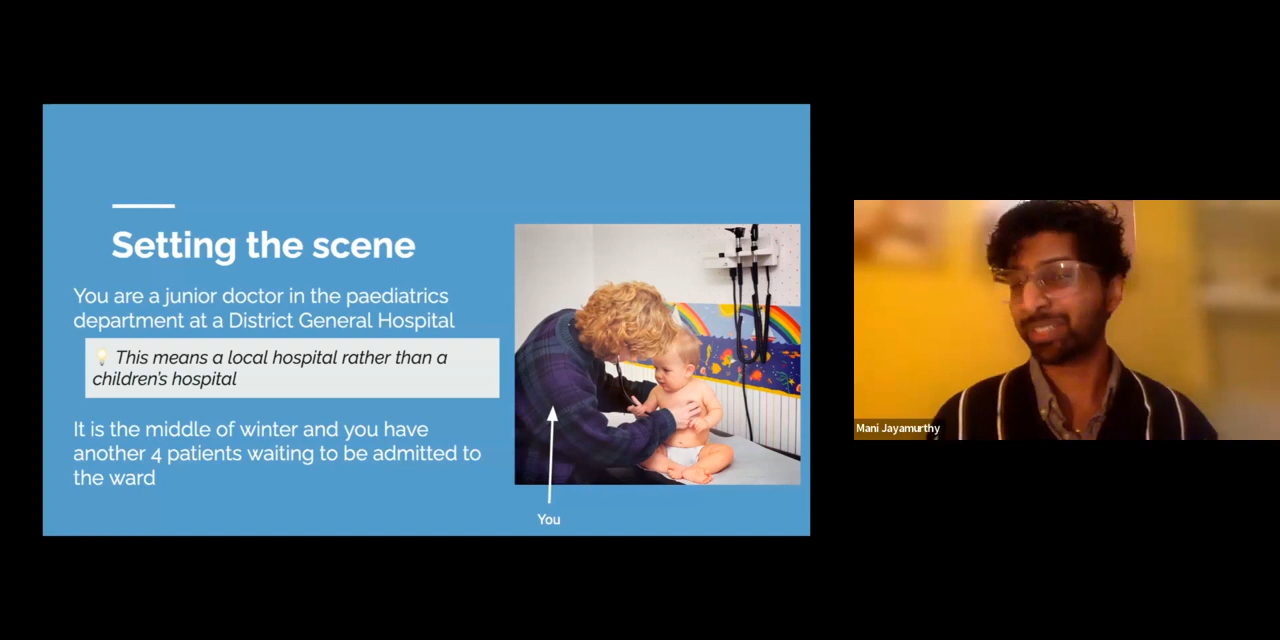 Setting the scene
You are a junior doctor in the paediatrics
department at a District General Hospital
💡 This means a local hospital rather than a
children's hospital
It is the middle of winter and you have
another 4 patients waiting to be admitted to
the ward
You
Mani Jayamurthy